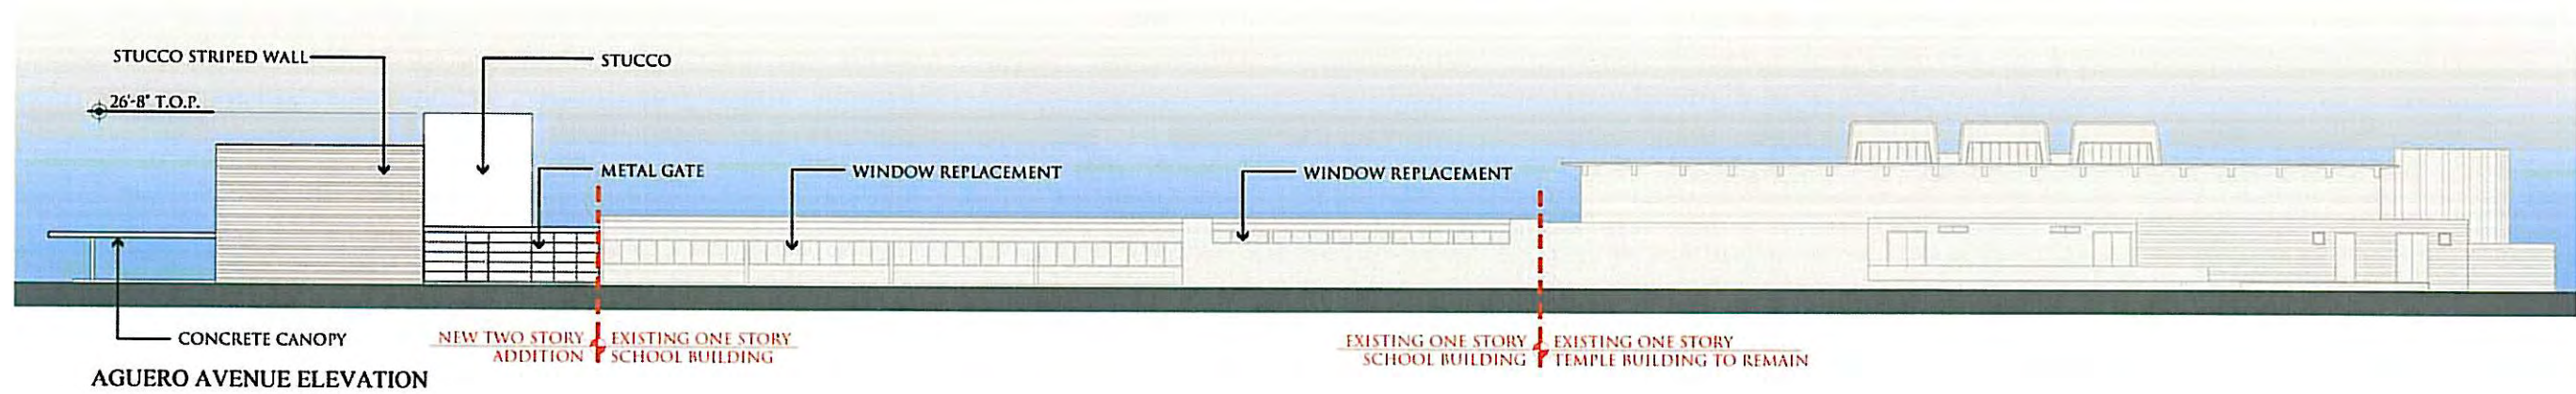 STUCCO STRIPED WALL
STUCCO
26'-8" T.O.P.
METAL GATE
WINDOW REPLACEMENT
WINDOW REPLACEMENT
CONCRETE CANOPY
NEW TWO STORY
ADDITION
EXISTING ONE STORY
SCHOOL BUILDING
EXISTING ONE STORY
SCHOOL BUILDING
EXISTING ONE STORY
TEMPLE BUILDING TO REMAIN
AGUERO AVENUE ELEVATION